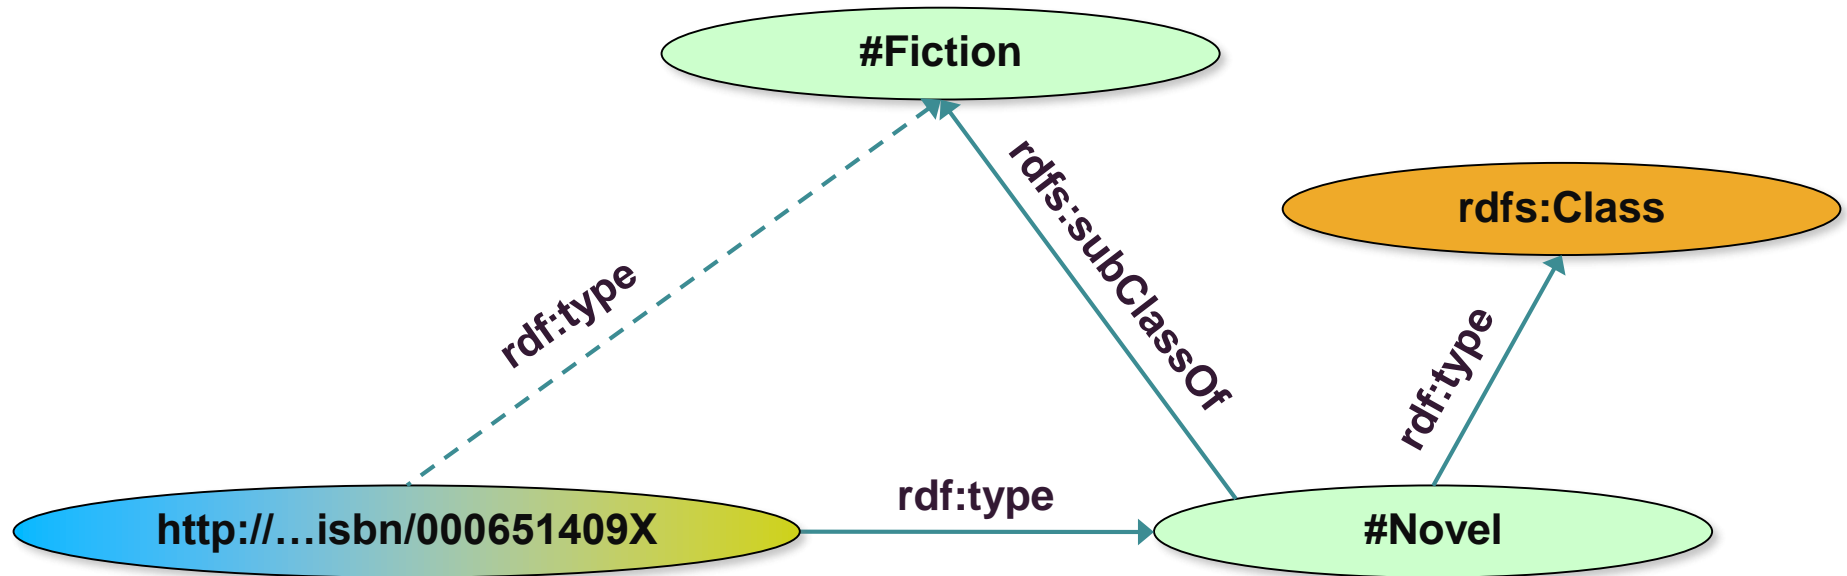 #Fiction
rdfs:subClassOf
rdfs:Class
rdf:type
rdf:type
rdf:type
http://…isbn/000651409X
#Novel